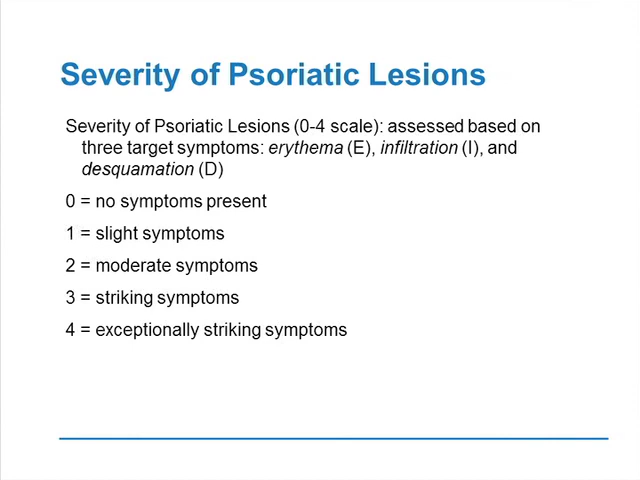 Severity of Psoriatic Lesions
Severity of Psoriatic Lesions (0-4 scale): assessed based on
three target symptoms: erythema (E), infiltration (I), and
desquamation (D)
0 = no symptoms present
1 = slight symptoms
2 = moderate symptoms
3 = striking symptoms
4 = exceptionally striking symptoms